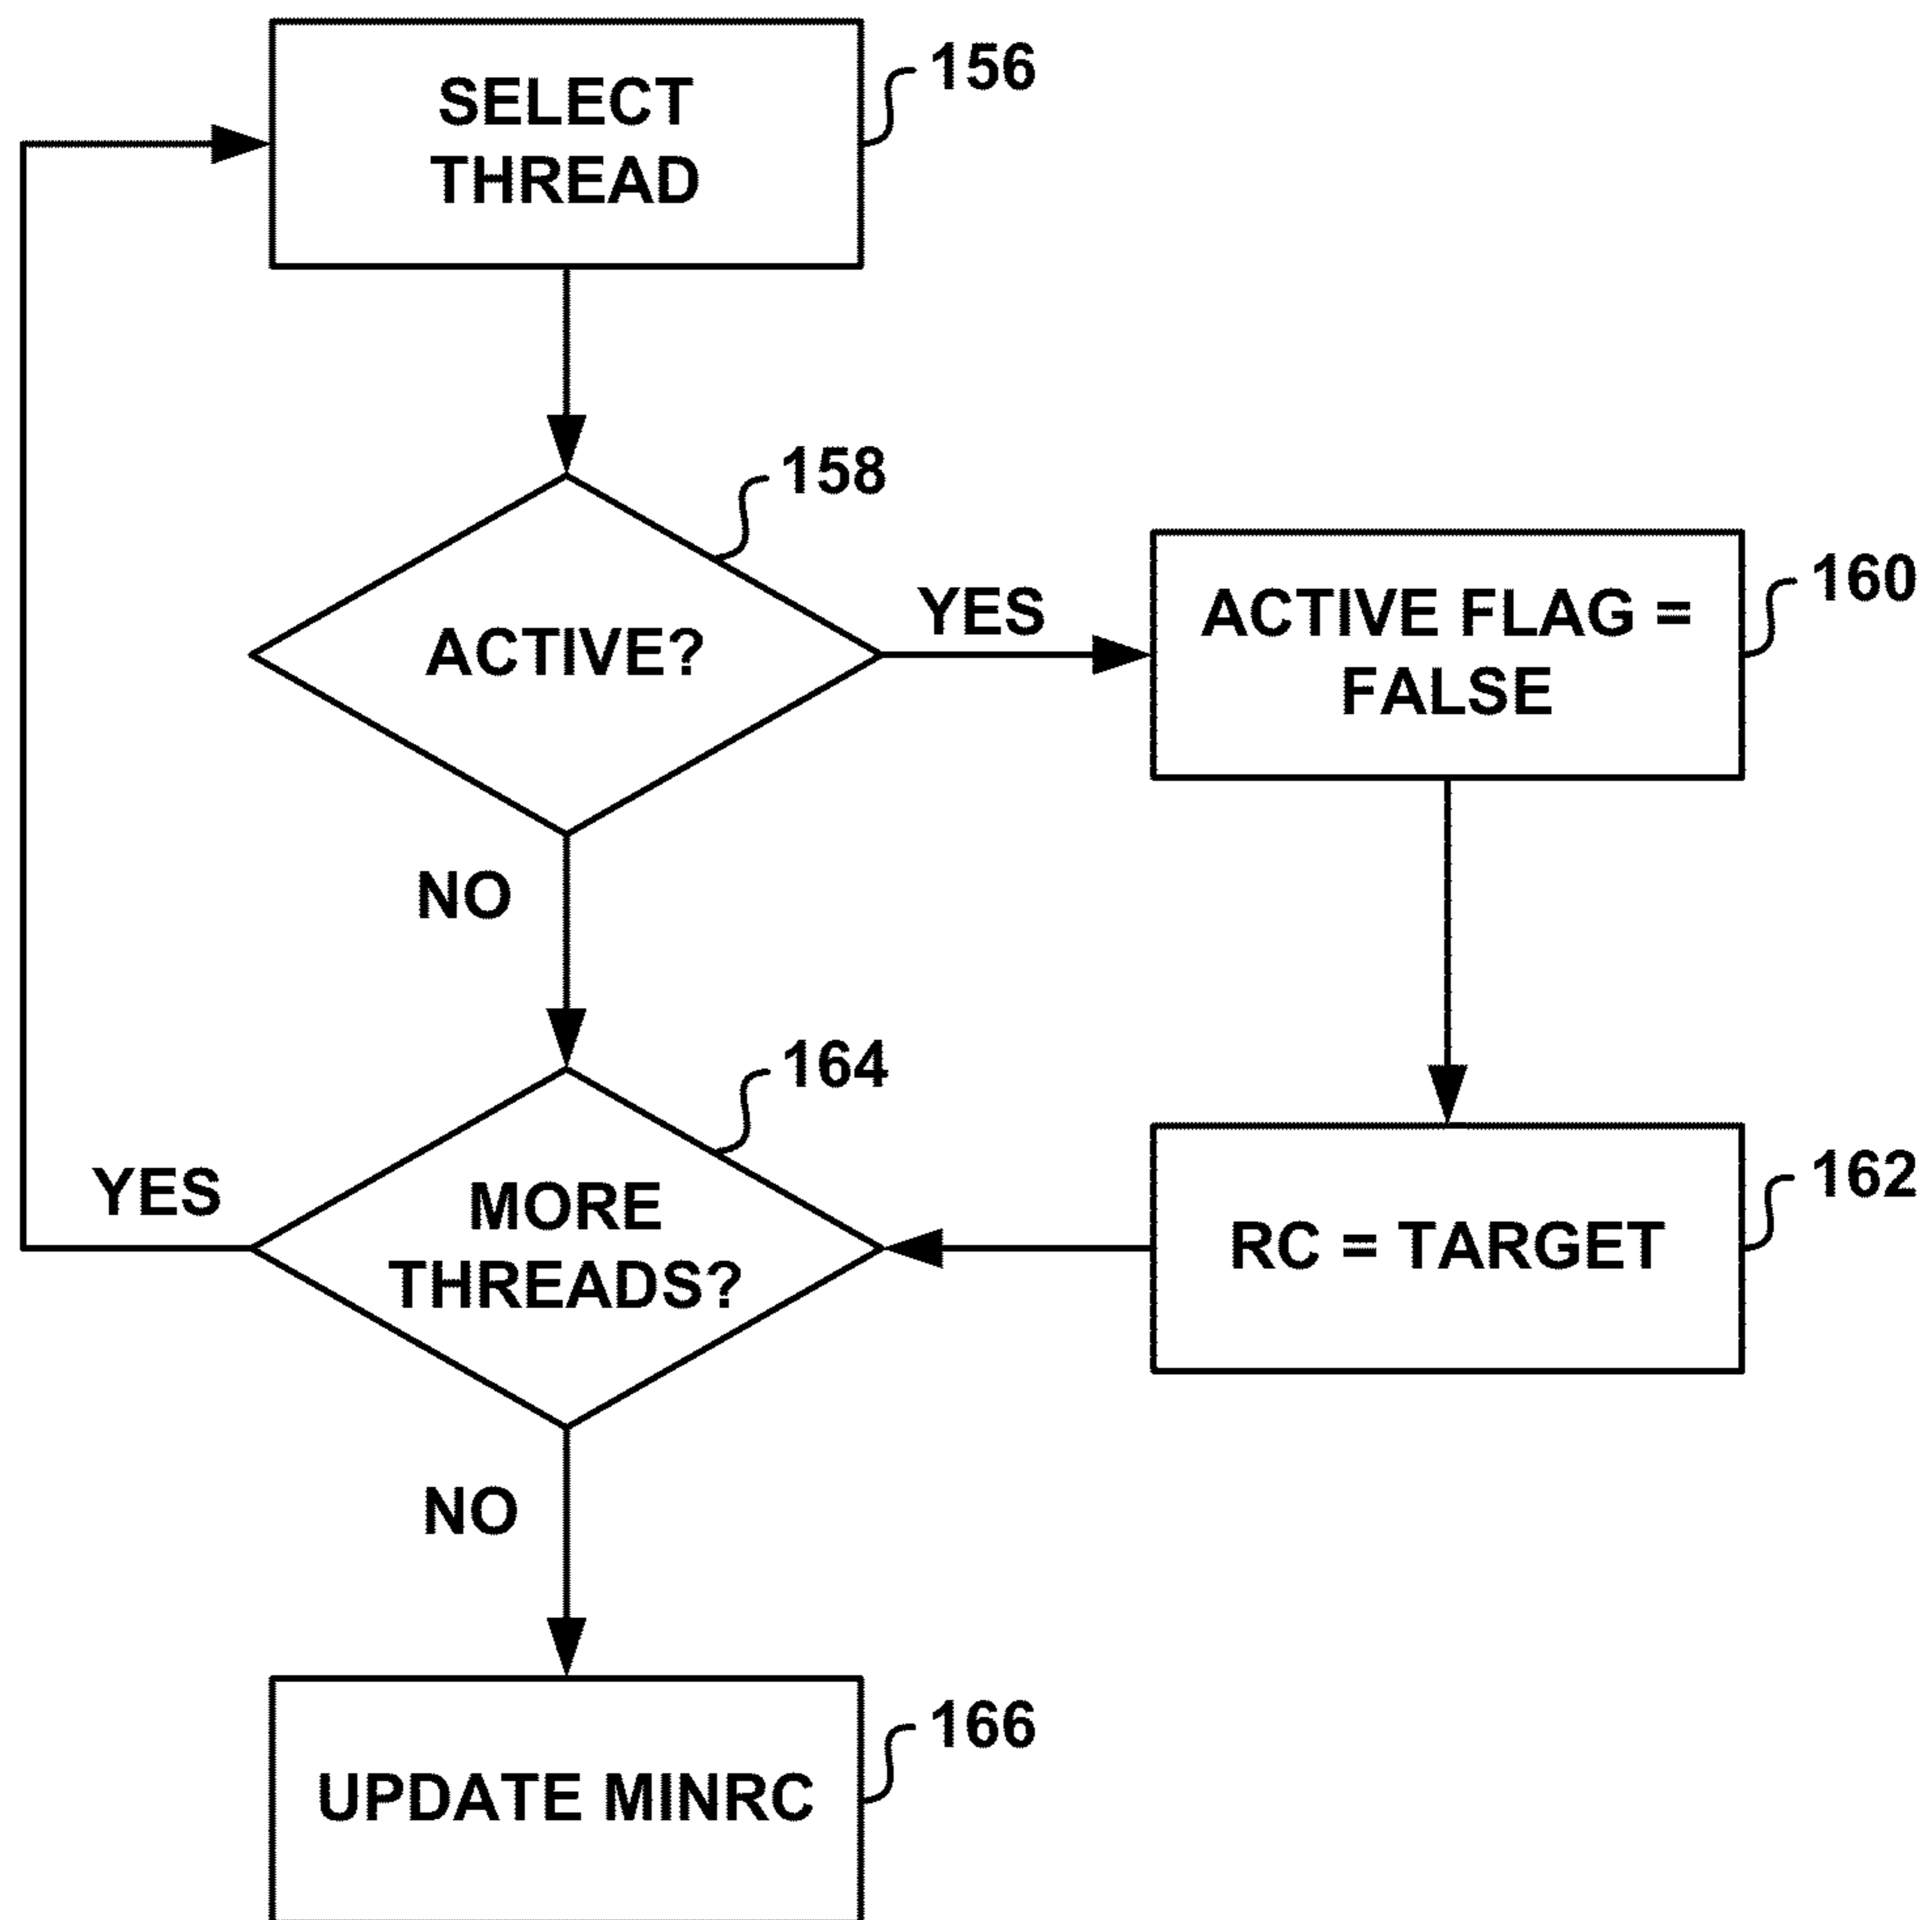 SELECT
THREAD
156
158
ACTIVE?
YES
ACTIVE FLAG =
FALSE
160
NO
164
YES
MORE
THREADS?
RC = TARGET
162
NO
166
UPDATE MINRC